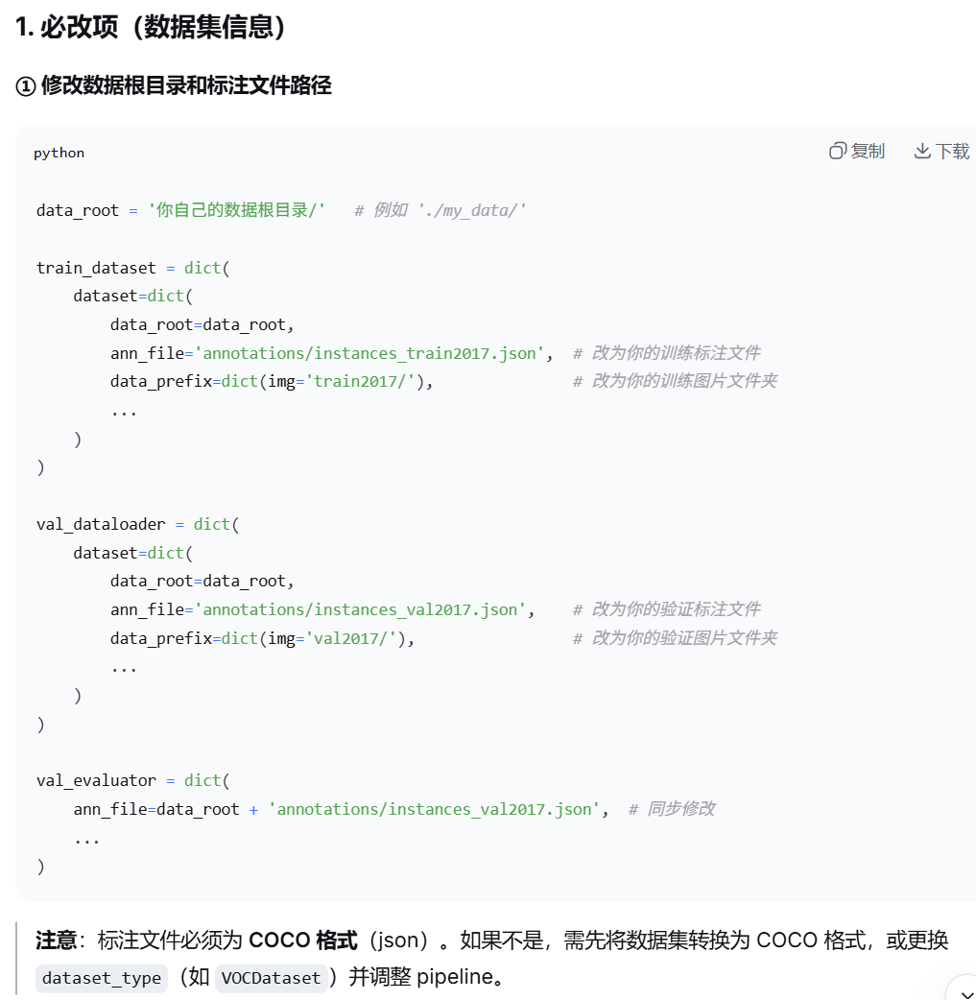 1. 必改项（数据集信息）
① 修改数据根目录和标注文件路径
python 复制 下载
data_root = '你自己的数据根目录/'   # 例如 './my_data/'
train_dataset = dict(
    dataset=dict(
        data_root=data_root,
        ann_file='annotations/instances_train2017.json',  # 改为你的训练标注文件
        data_prefix=dict(img='train2017/'),               # 改为你的训练图片文件夹
        ...
    )
)
val_dataloader = dict(
    dataset=dict(
        data_root=data_root,
        ann_file='annotations/instances_val2017.json',    # 改为你的验证标注文件
        data_prefix=dict(img='val2017/'),                 # 改为你的验证图片文件夹
        ...
    )
)
val_evaluator = dict(
    ann_file=data_root + 'annotations/instances_val2017.json',  # 同步修改
    ...
)
注意：标注文件必须为 COCO 格式（json）。如果不是，需先将数据集转换为 COCO 格式，或更换
dataset_type（如 VOCDataset）并调整 pipeline。